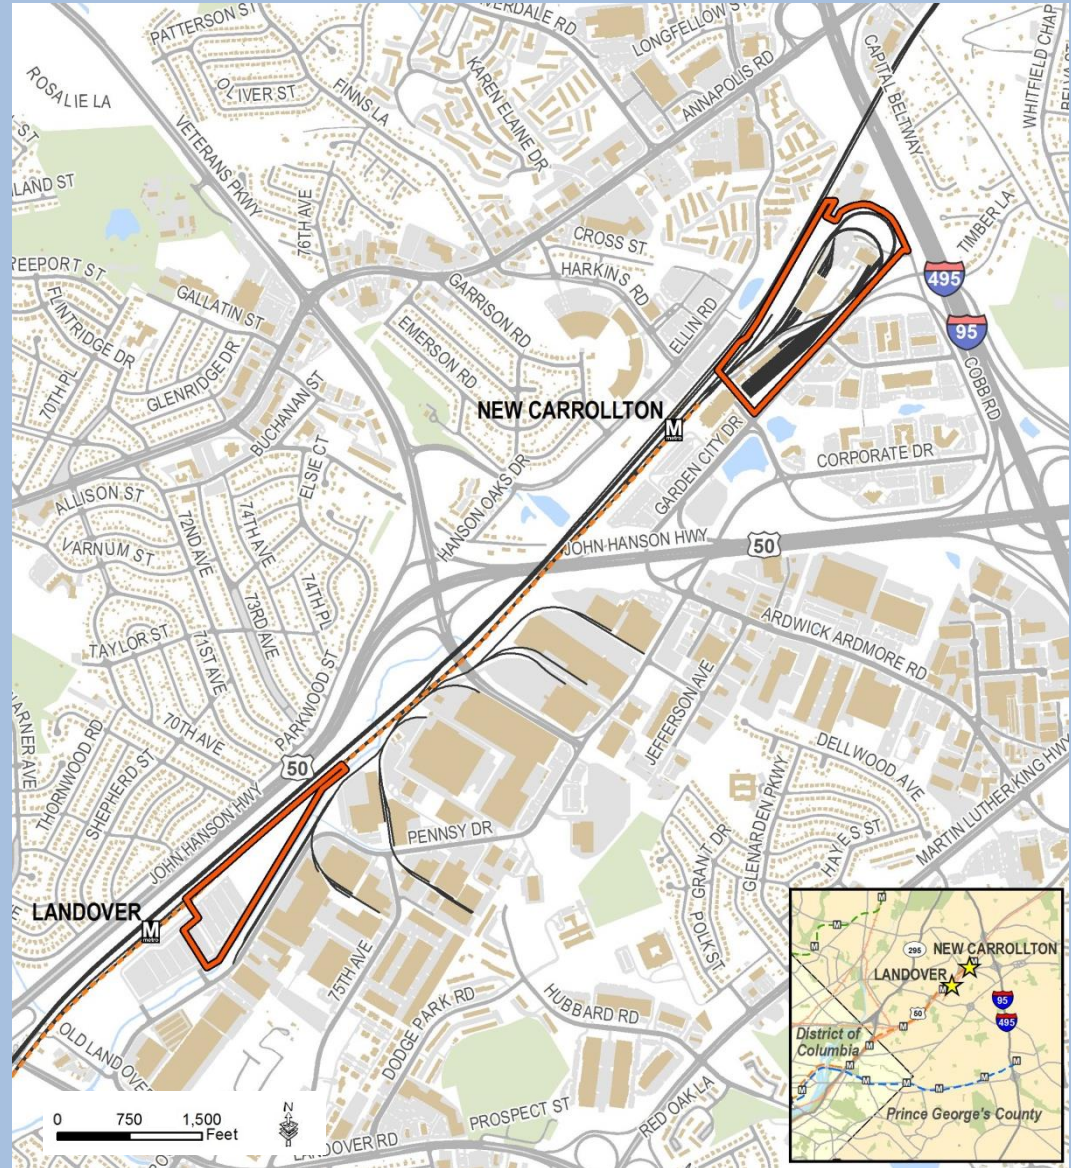 PATTERSON ST
LONGFELLOW ST
KAREN ELAINE DR
ANNAPOLIS RD
CAPITAL BELTWAY
WHITFIELD CHAP
ROSALIE LA
OLIVER ST
FINNS LA
VETERANS PKWY
LAND ST
76TH AVE
CROSS ST
HARKINS RD
TIMBER LA
REEPORT ST
FLINTRIDGE DR
GALLATIN ST
GARRISON RD
EMERSON RD
ELLIN RD
495
95
70TH PL
GLENRIDGE DR
BUCHANAN ST
COBB RD
NEW CARROLLTON
M
metro
GARDEN CITY DR
CORPORATE DR
ELSIE CT
HANSON OAKS DR
ALLISON ST
72ND AVE
74TH AVE
VARNUM ST
JOHN HANSON HWY
50
74TH PL
73RD AVE
TAYLOR ST
71ST AVE
PARKWOOD ST
ARDWICK ARDMORE RD
JEFFERSON AVE
WARNER AVE
70TH AVE
THORNWOOD RD
SHEPHERD ST
50
JOHN HANSON HWY
DELLWOOD AVE
GLENARDEN PKWY
MARTIN LUTHER KING HWY
PENNSY DR
GRANT DR
HAYES ST
POLK ST
LANDOVER
M
metro
75TH AVE
DODGE PARK RD
HUBBARD RD
OLD LANDOVER
PROSPECT ST
RED OAK LA
LANDOVER RD
0 750 1,500
Feet
N
295
NEW CARROLLTON
LANDOVER
95
50
495
District of
Columbia
Prince George's County